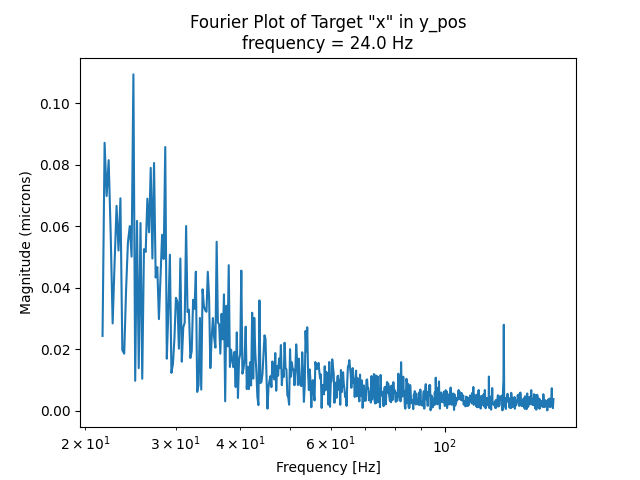 Fourier Plot of Target "x" in y_pos
frequency = 24.0 Hz
0.10
0.08
0.06
0.04
0.02
0.00
Magnitude (microns)
2 × 10¹ 3 × 10¹ 4 × 10¹ 6 × 10¹ 10²
Frequency [Hz]